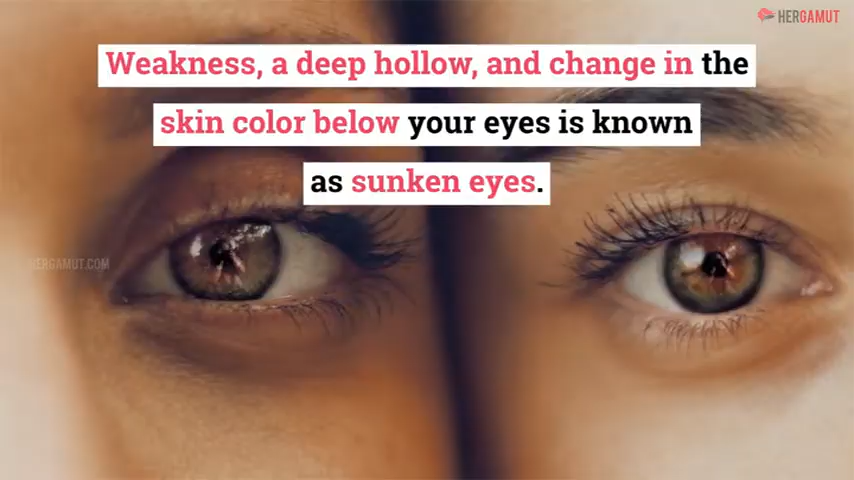 HERGAMUT
Weakness, a deep hollow, and change in the
skin color below your eyes is known
as sunken eyes.
HERGAMUT.COM